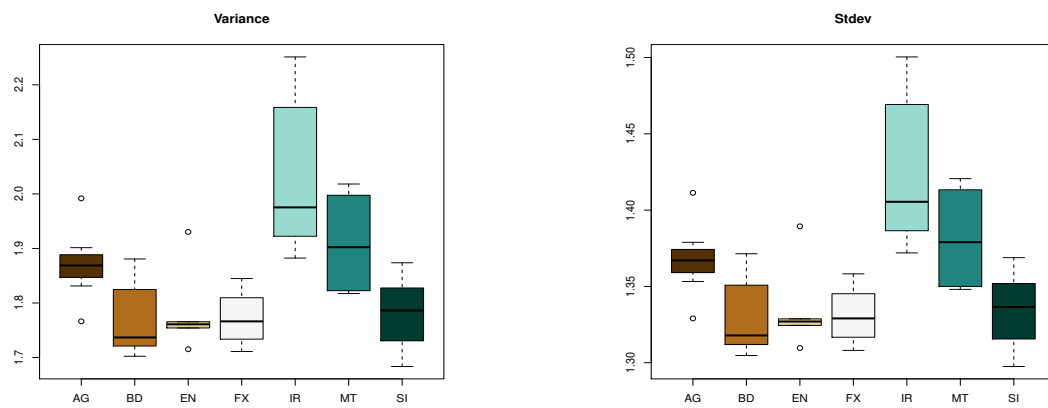 Variance
2.2
2.1
2.0
1.9
1.8
1.7
AG BD EN FX IR MT SI
Stdev
1.50
1.45
1.40
1.35
1.30
AG BD EN FX IR MT SI